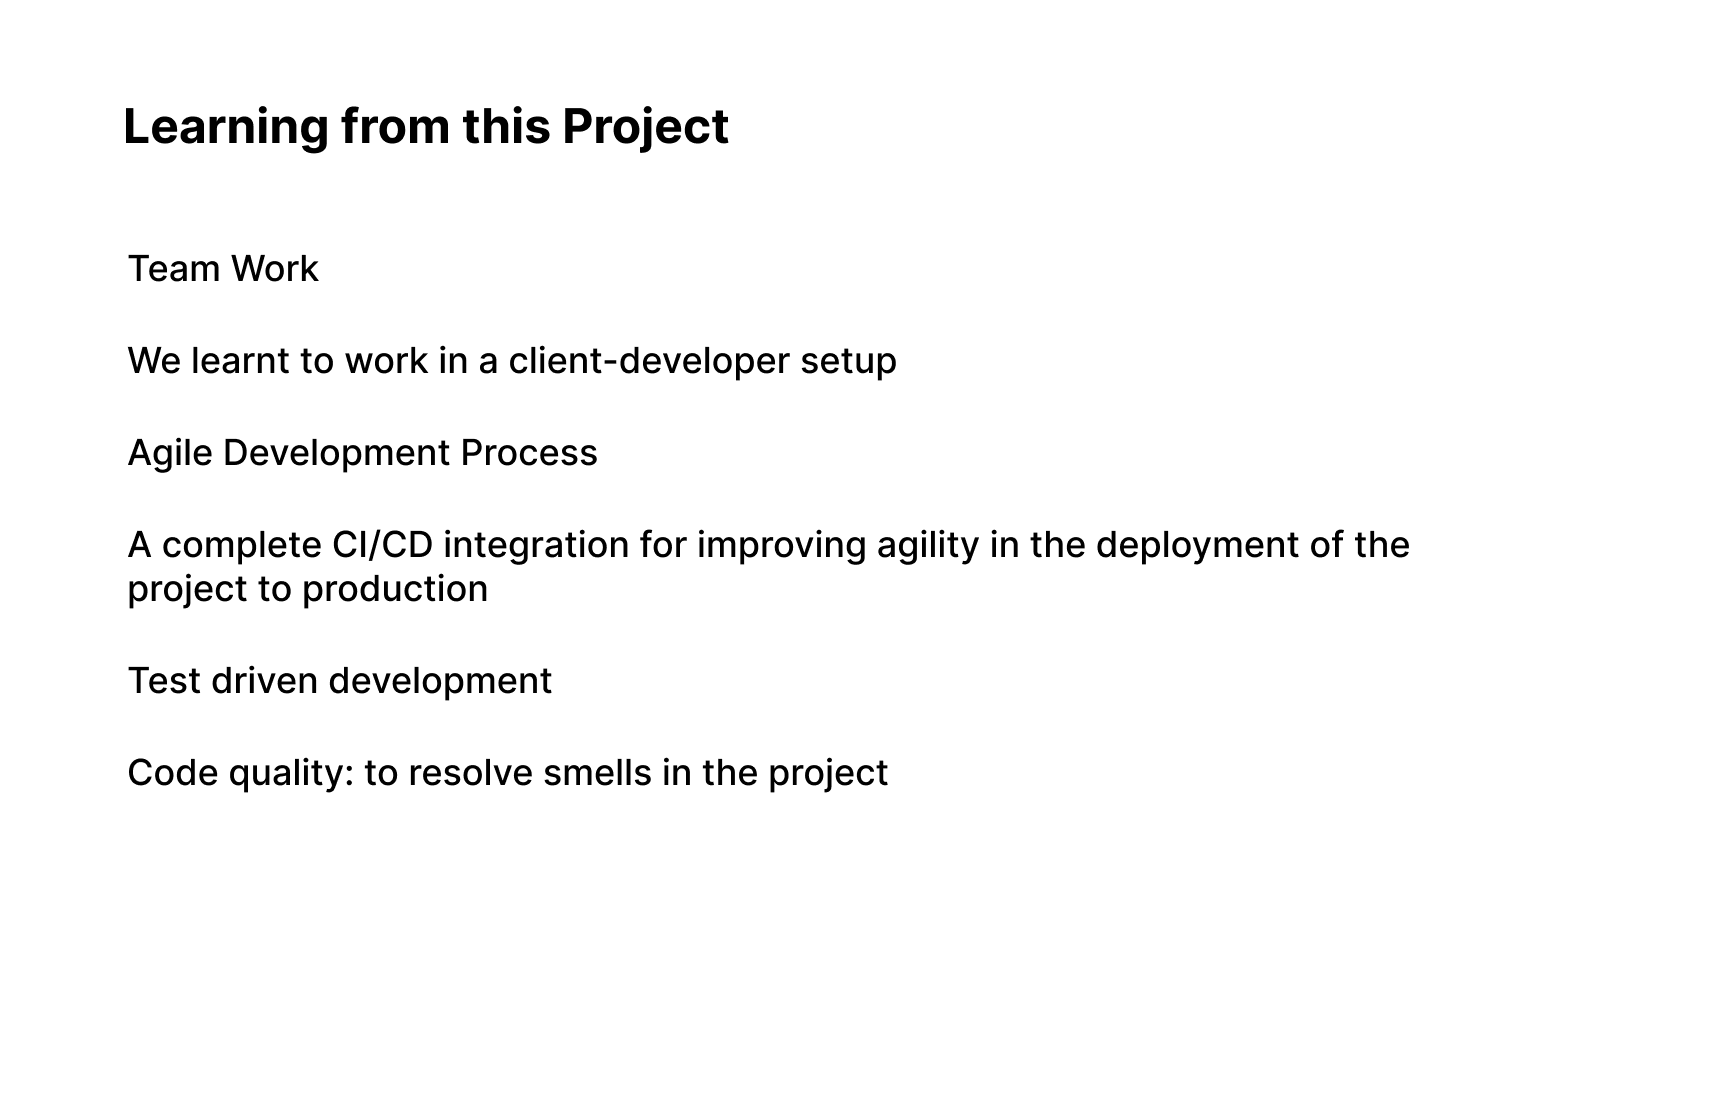 Learning from this Project
Team Work
We learnt to work in a client-developer setup
Agile Development Process
A complete CI/CD integration for improving agility in the deployment of the
project to production
Test driven development
Code quality: to resolve smells in the project